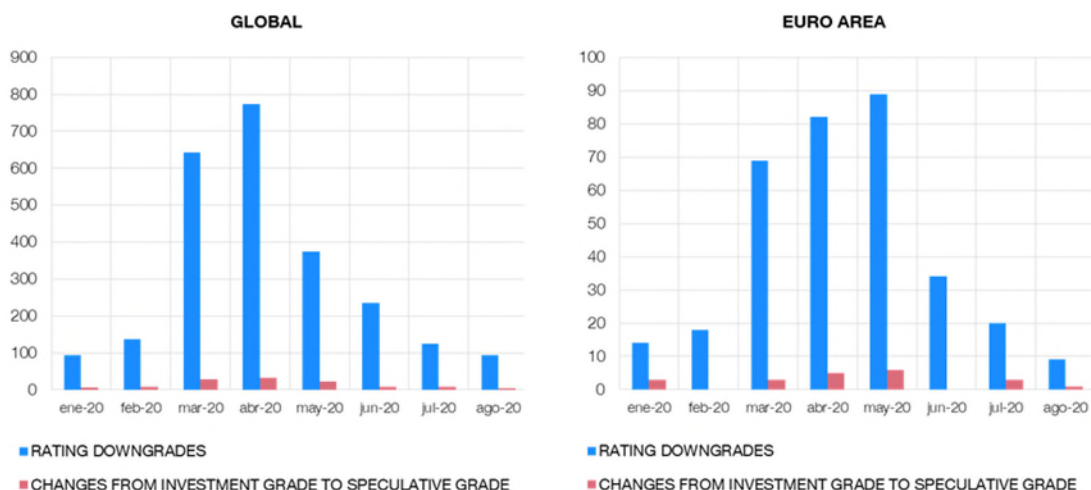 GLOBAL
900
800
700
600
500
400
300
200
100
0
ene-20 feb-20 mar-20 abr-20 may-20 jun-20 jul-20 ago-20
RATING DOWNGRADES
CHANGES FROM INVESTMENT GRADE TO SPECULATIVE GRADE
EURO AREA
100
90
80
70
60
50
40
30
20
10
0
ene-20 feb-20 mar-20 abr-20 may-20 jun-20 jul-20 ago-20
RATING DOWNGRADES
CHANGES FROM INVESTMENT GRADE TO SPECULATIVE GRADE